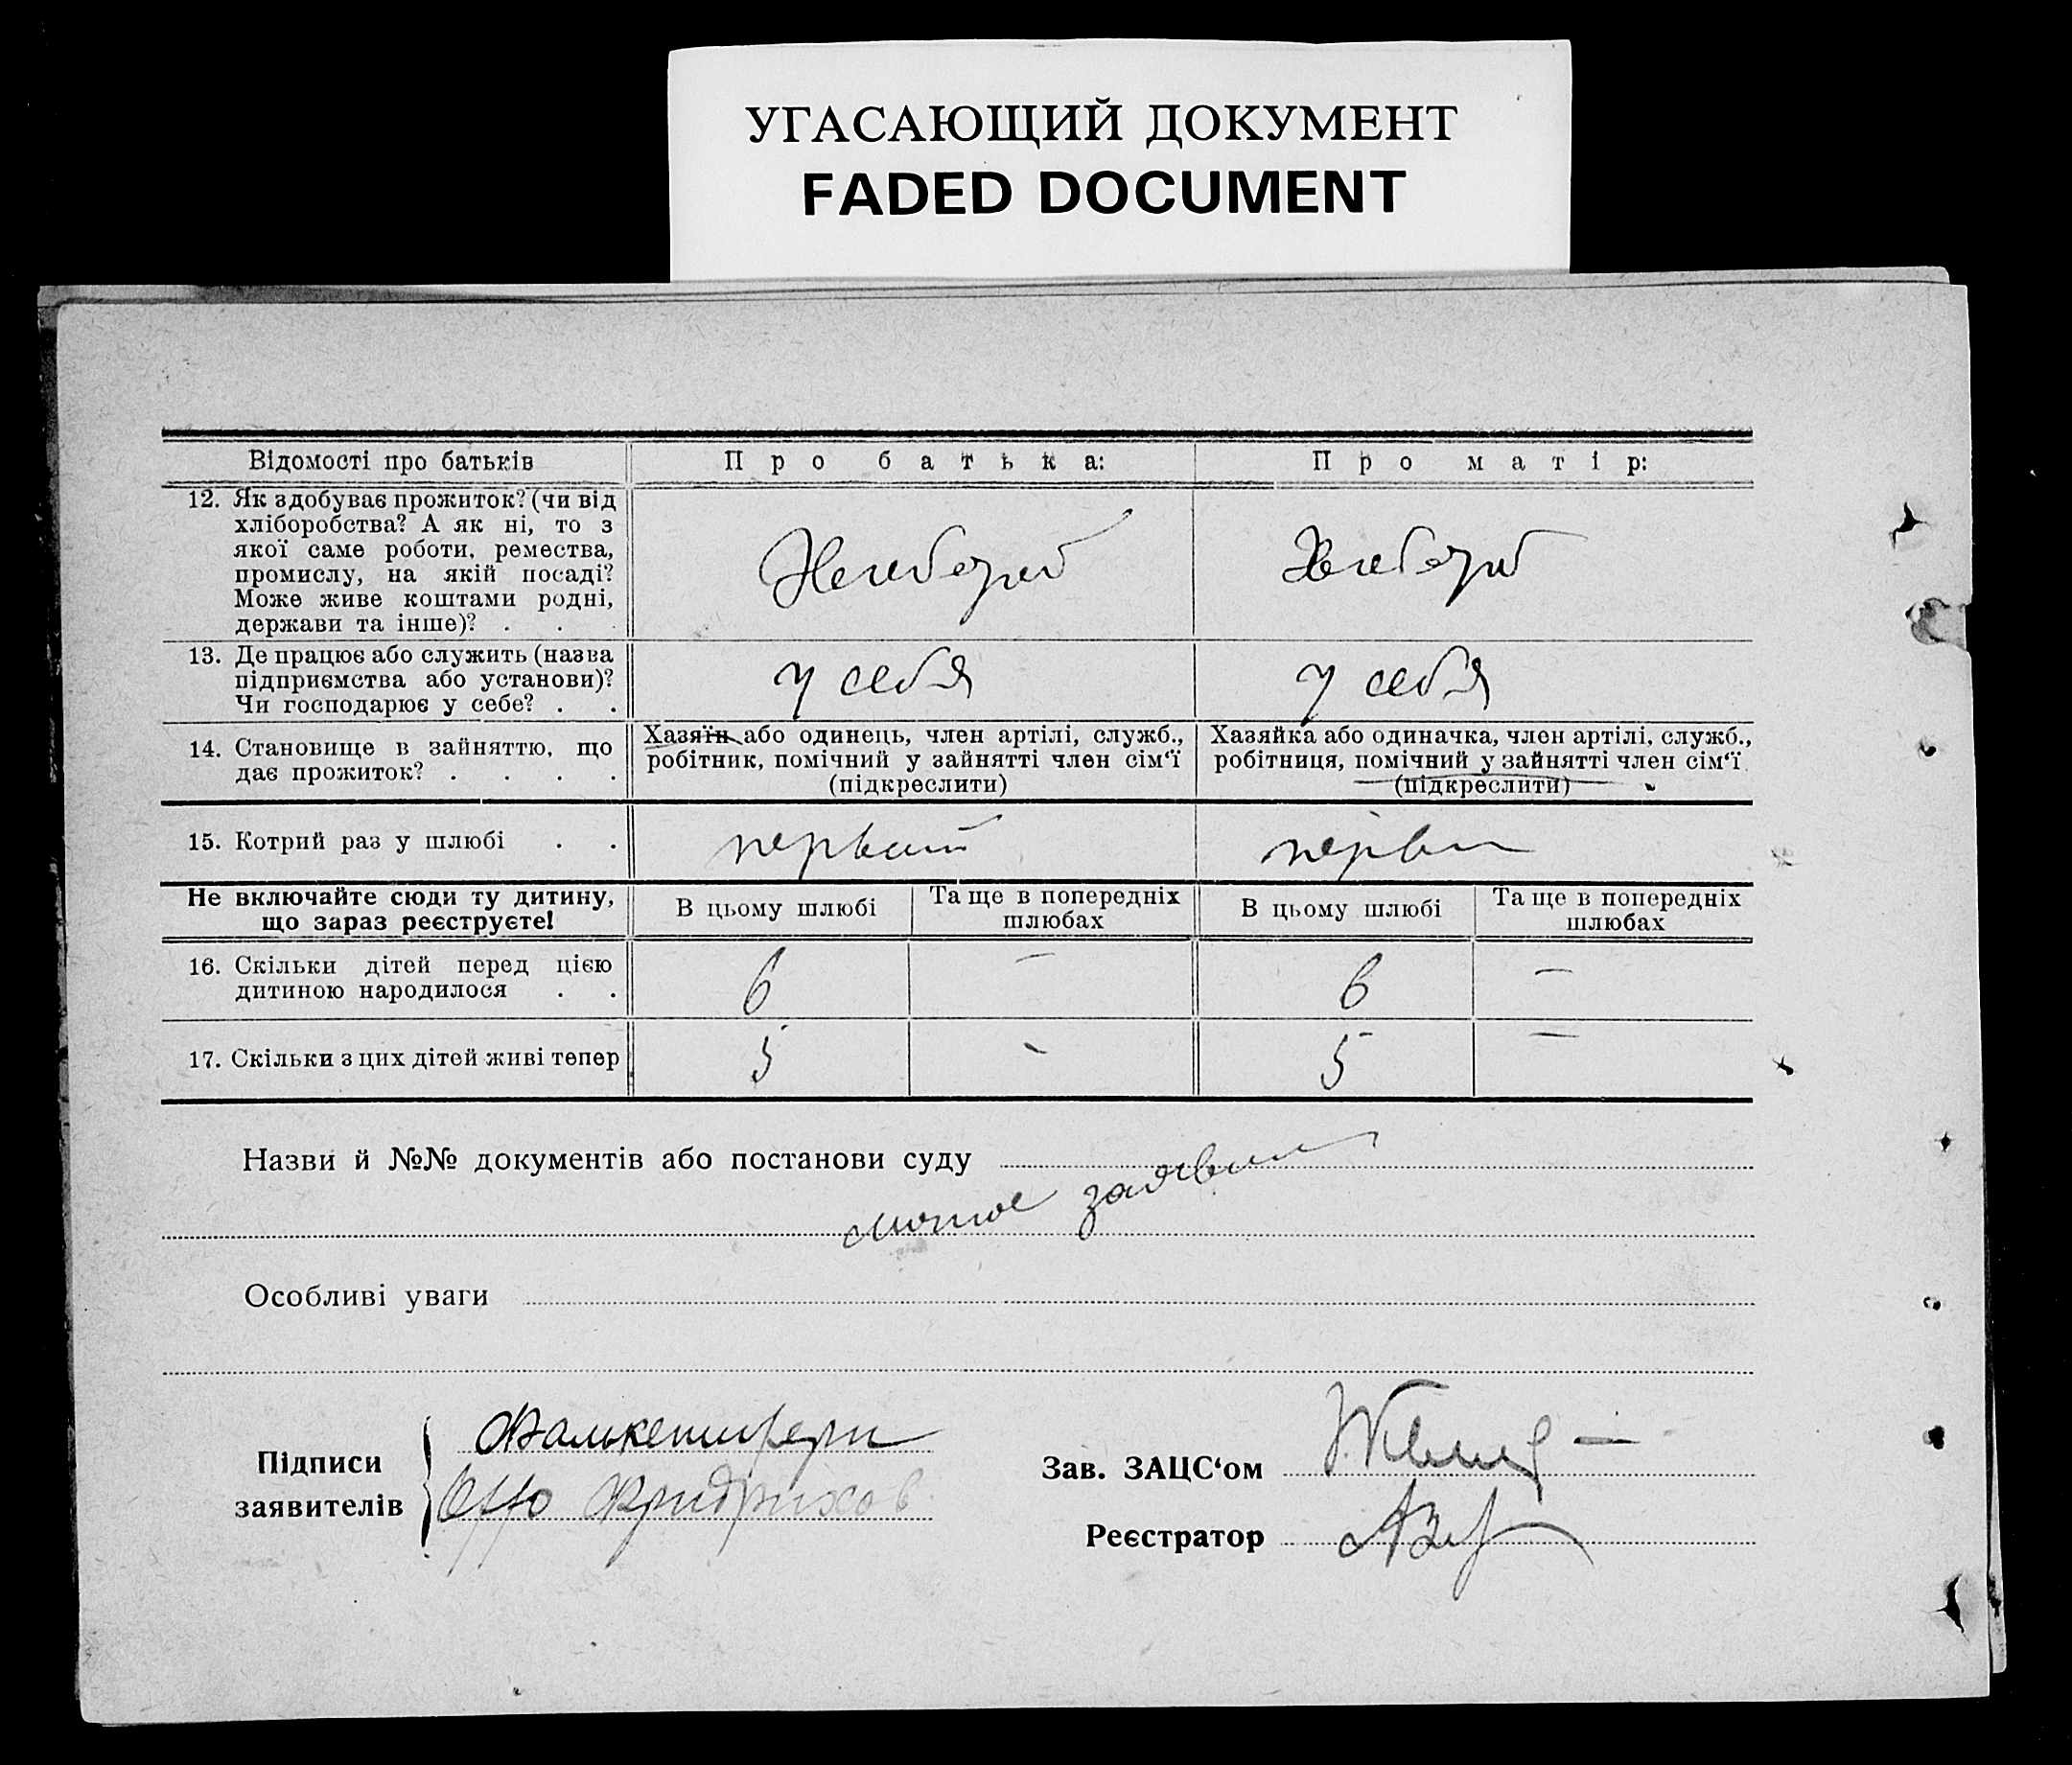 УГАСАЮЩИЙ ДОКУМЕНТ
FADED DOCUMENT
Відомості про батьків
Про батька:
Про матір:
12. Як здобуває прожиток? (чи від
хліборобства? А як ні, то з
якої саме роботи, ремества,
промислу, на якій посаді?
Може живе коштами родні,
держави та інше)? . .
Хлебороб
Хлебороб
13. Де працює або служить (назва
підприємства або установи)?
Чи господарює у себе? . .
у себя
у себя
14. Становище в зайняттю, що
дає прожиток? . . . .
Хазяїн або одинець, член артілі, служб.,
робітник, помічний у зайнятті член сім‘ї
(підкреслити)
Хазяйка або одиначка, член артілі, служб.,
робітниця, помічний у зайнятті член сім‘ї
(підкреслити)
15. Котрий раз у шлюбі . .
первий
Не включайте сюди ту дитину,
що зараз реєструєте!
В цьому шлюбі
Та ще в попередніх
шлюбах
В цьому шлюбі
Та ще в попередніх
шлюбах
16. Скільки дітей перед цією
дитиною народилося . .
6
–
6
–
17. Скільки з цих дітей живі тепер
5
-
5
–
Назви й №№ документів або постанови суду
Особливі уваги
Підписи
заявителів
Отто Фридрихов
Зав. ЗАЦС‘ом
Реєстратор